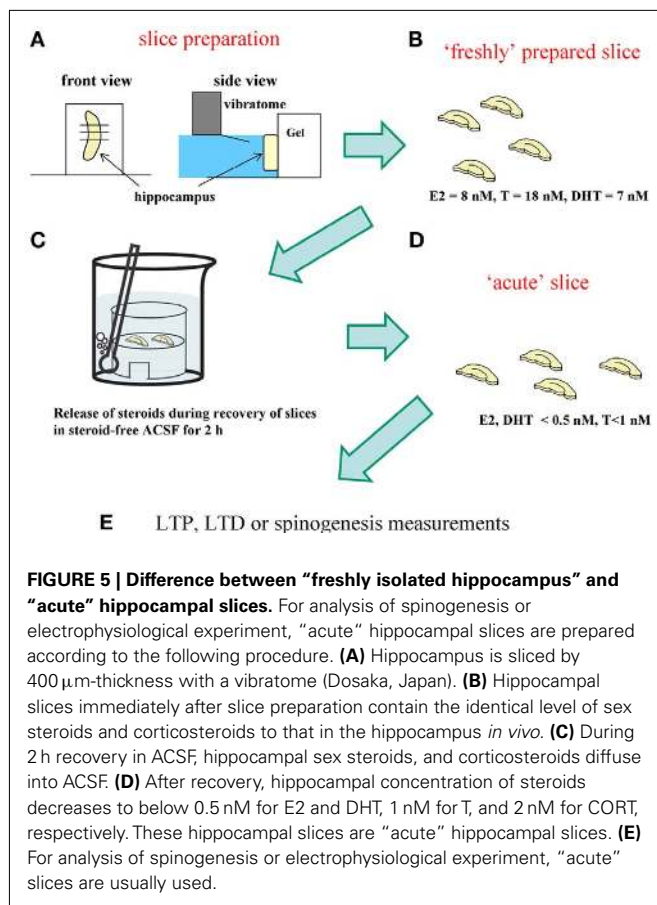 A
slice preparation
front view
side view
vibratome
Gel
hippocampus
B
'freshly' prepared slice
E2 = 8 nM, T = 18 nM, DHT = 7 nM
C
Release of steroids during recovery of slices
in steroid-free ACSF for 2 h
D
'acute' slice
E2, DHT < 0.5 nM, T<1 nM
E LTP, LTD or spinogenesis measurements
FIGURE 5 | Difference between “freshly isolated hippocampus” and
“acute” hippocampal slices. For analysis of spinogenesis or
electrophysiological experiment, “acute“ hippocampal slices are prepared
according to the following procedure. (A) Hippocampus is sliced by
400 μm-thickness with a vibratome (Dosaka, Japan). (B) Hippocampal
slices immediately after slice preparation contain the identical level of sex
steroids and corticosteroids to that in the hippocampus in vivo. (C) During
2 h recovery in ACSF, hippocampal sex steroids, and corticosteroids diffuse
into ACSF. (D) After recovery, hippocampal concentration of steroids
decreases to below 0.5 nM for E2 and DHT, 1 nM for T, and 2 nM for CORT,
respectively. These hippocampal slices are “acute” hippocampal slices. (E)
For analysis of spinogenesis or electrophysiological experiment, “acute”
slices are usually used.